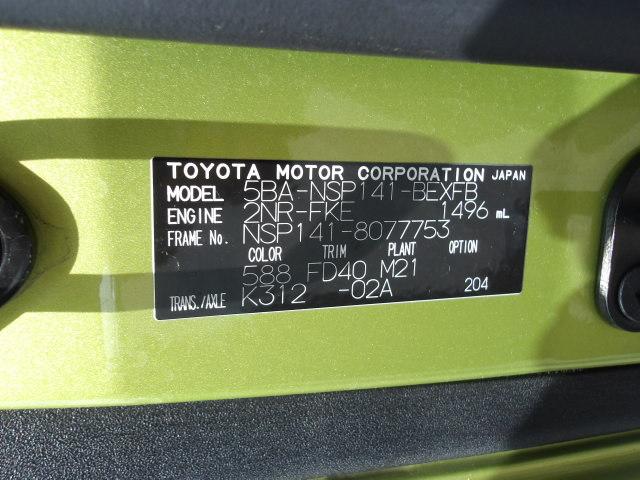 TOYOTA MOTOR CORPORATION JAPAN
MODEL 5BA-NSP141-BEXFB
ENGINE 2NR-FKE 1496 mL
FRAME No. NSP141-8077753
COLOR TRIM PLANT OPTION
588 FD40 M21
TRANS./AXLE K312 -02A 204